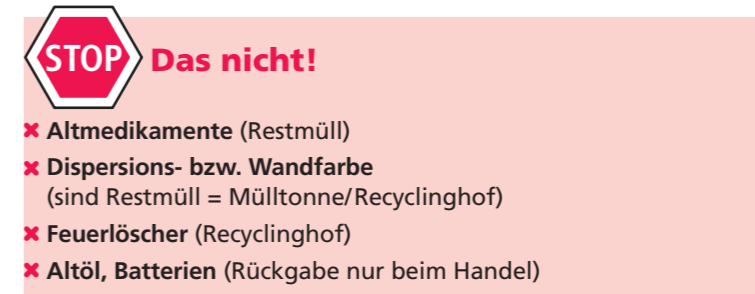 STOP Das nicht!
✖ Altmedikamente (Restmüll)
✖ Dispersions- bzw. Wandfarbe
(sind Restmüll = Mülltonne/Recyclinghof)
✖ Feuerlöscher (Recyclinghof)
✖ Altöl, Batterien (Rückgabe nur beim Handel)